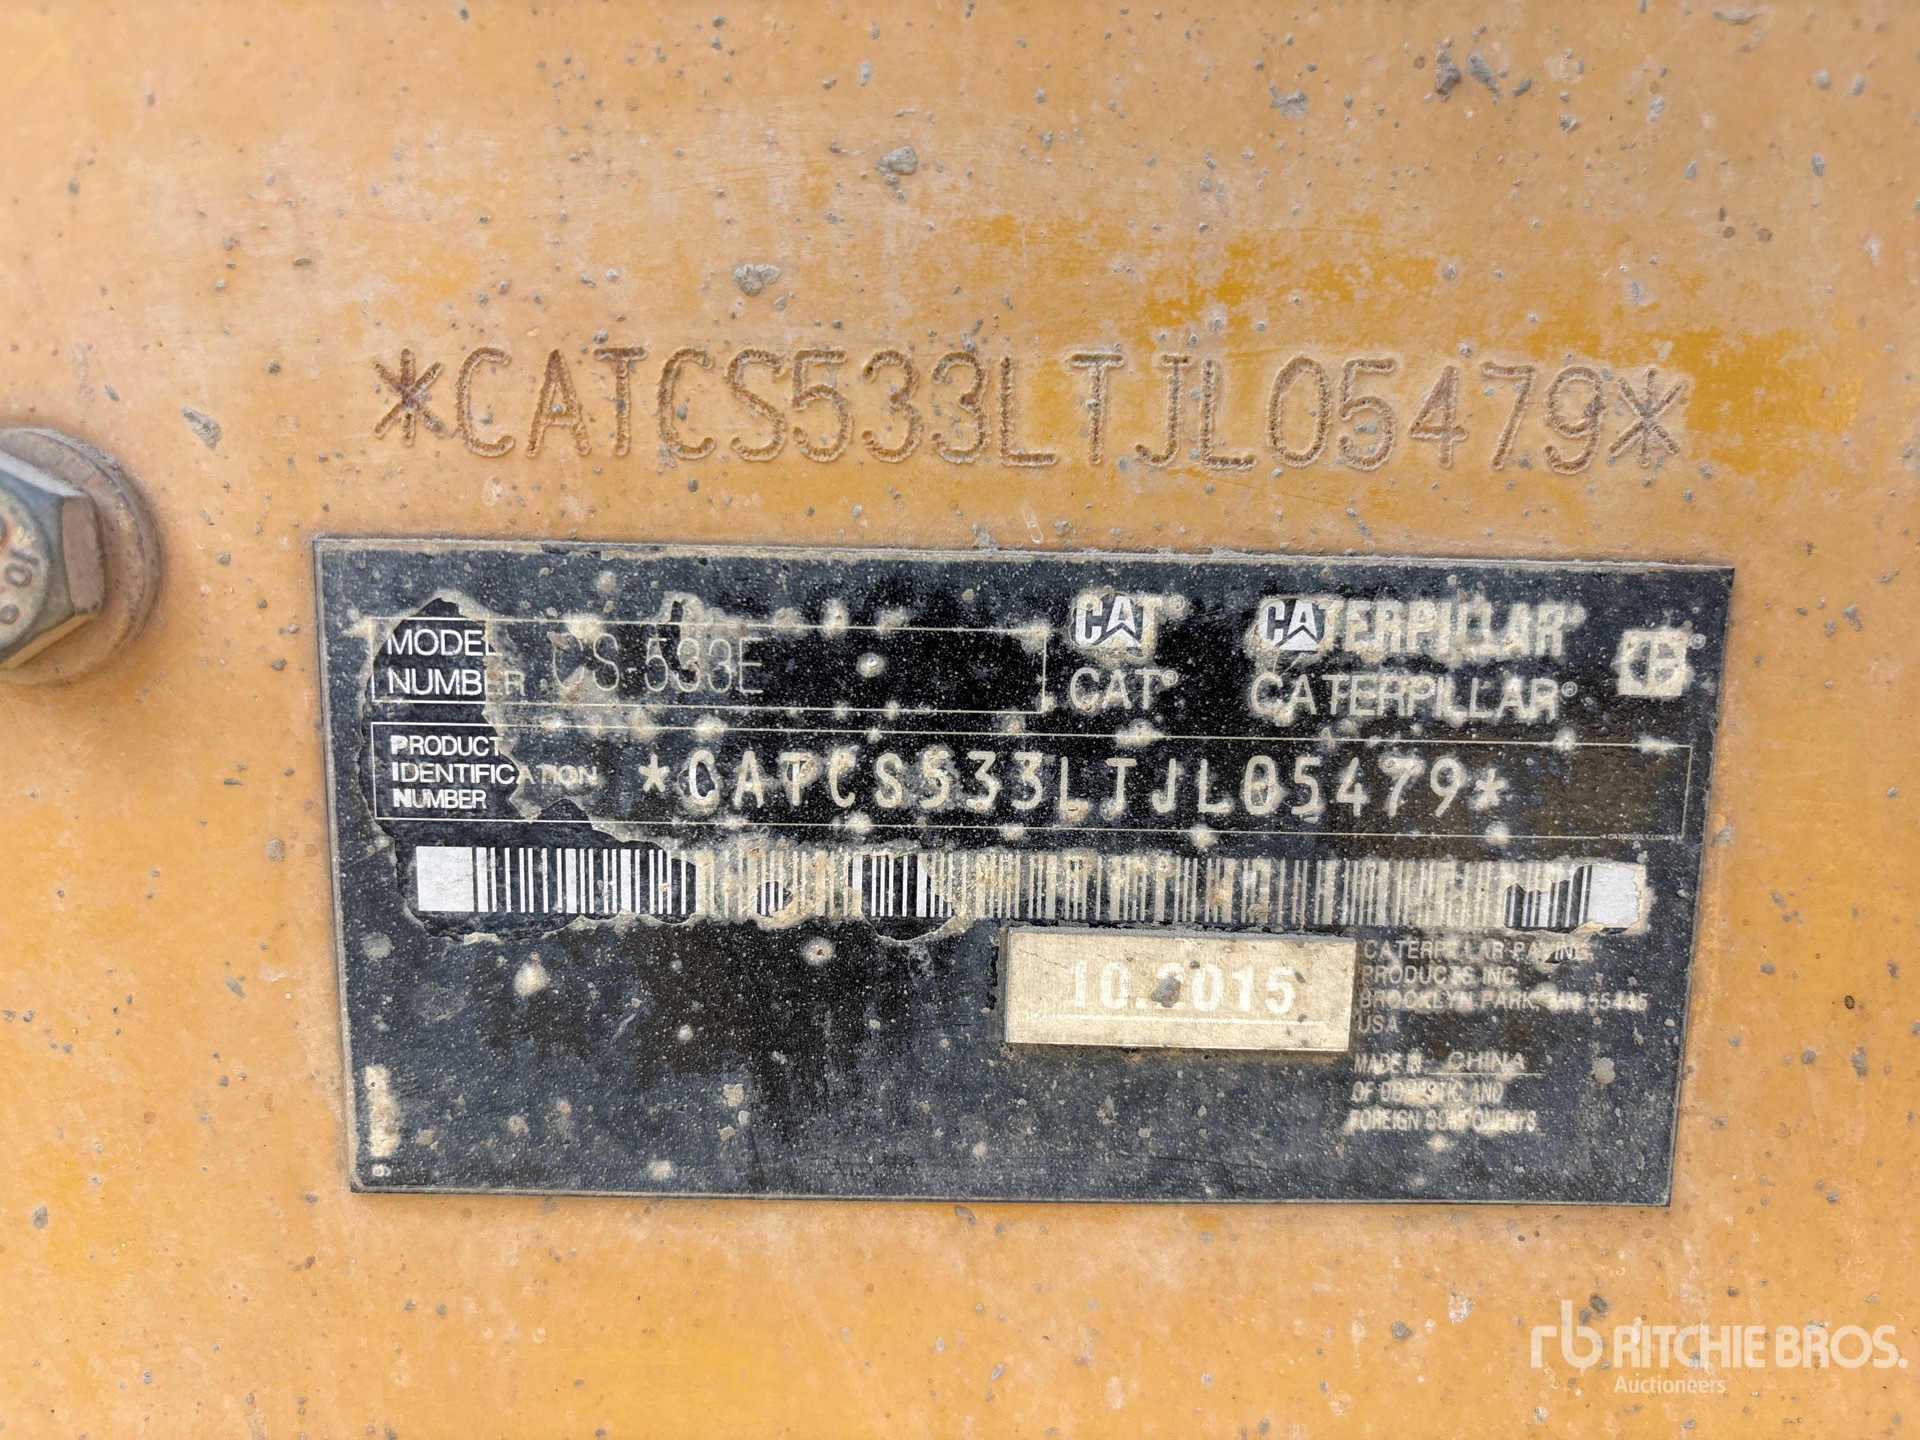 *CATCS533LTJL05479*
MODEL NUMBER CS-533E
CAT® CATERPILLAR®
CAT® CATERPILLAR®
PRODUCT IDENTIFICATION NUMBER *CATCS533LTJL05479*
10.2015
CATERPILLAR PAVING
PRODUCTS INC.
BROOKLYN PARK, MN 55445
USA
MADE IN CHINA
OF DOMESTIC AND
FOREIGN COMPONENTS
rb RITCHIE BROS.
Auctioneers